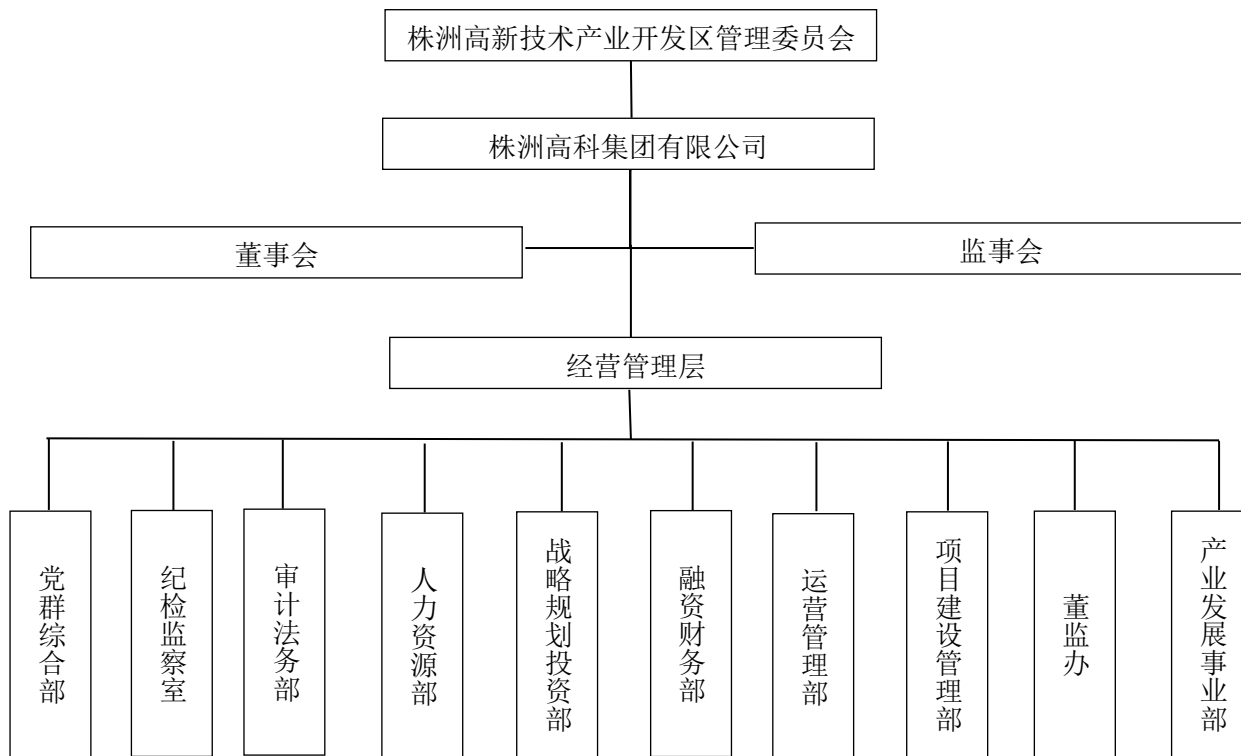 株洲高新技术产业开发区管理委员会
株洲高科集团有限公司
董事会
监事会
经营管理层
党群综合部
纪检监察室
审计法务部
人力资源部
战略规划投资部
融资财务部
运营管理部
项目建设管理部
董监办
产业发展事业部